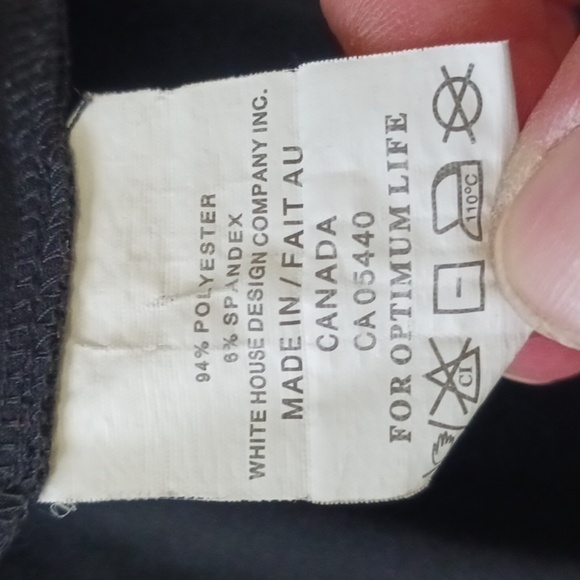 94% POLYESTER
6% SPANDEX
WHITE HOUSE DESIGN COMPANY INC.
MADE IN / FAIT AU
CANADA
CA 05440
FOR OPTIMUM LIFE
Cl 110°C